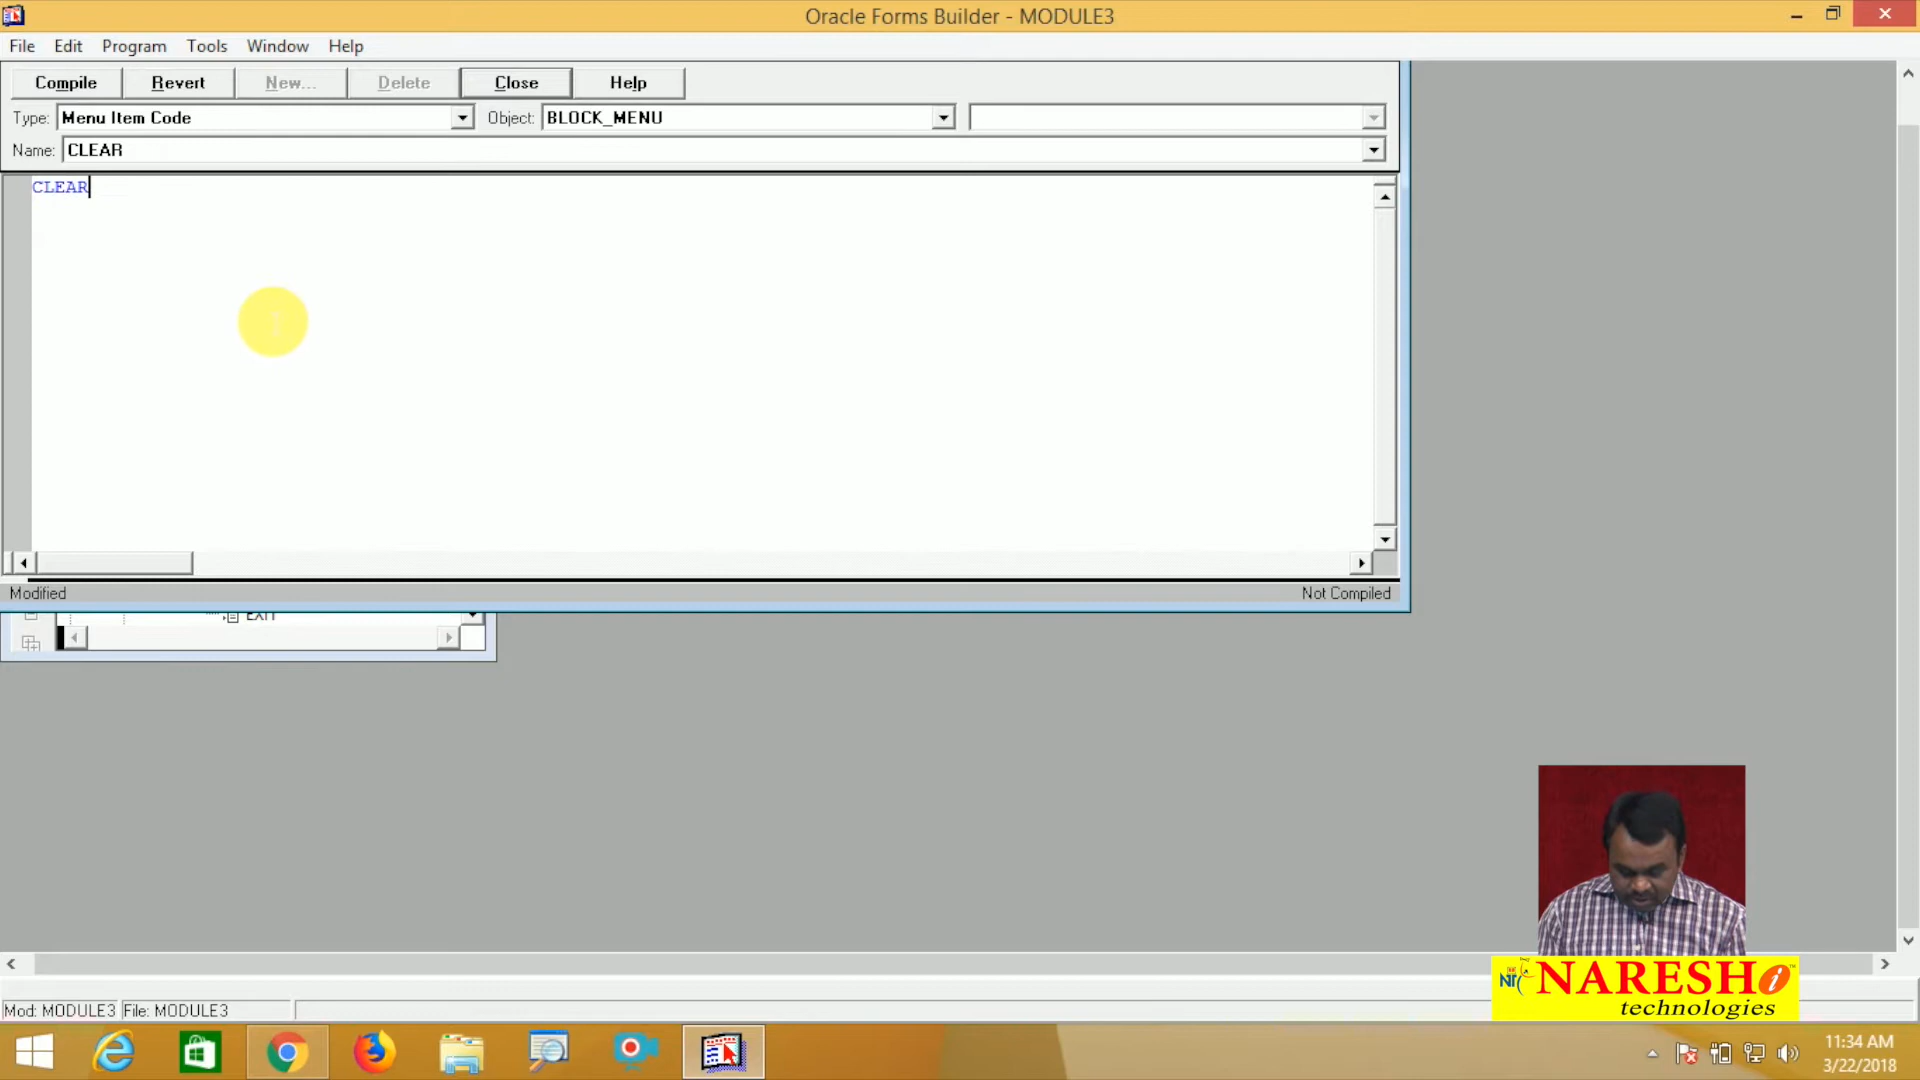 Oracle Forms Builder - MODULE3
File Edit Program Tools Window Help
Compile Revert New... Delete Close Help
Type: Menu Item Code Object: BLOCK_MENU
Name: CLEAR
CLEAR
Modified Not Compiled
EXIT
NARESH i
technologies
Mod: MODULE3 File: MODULE3
11:34 AM
3/22/2018